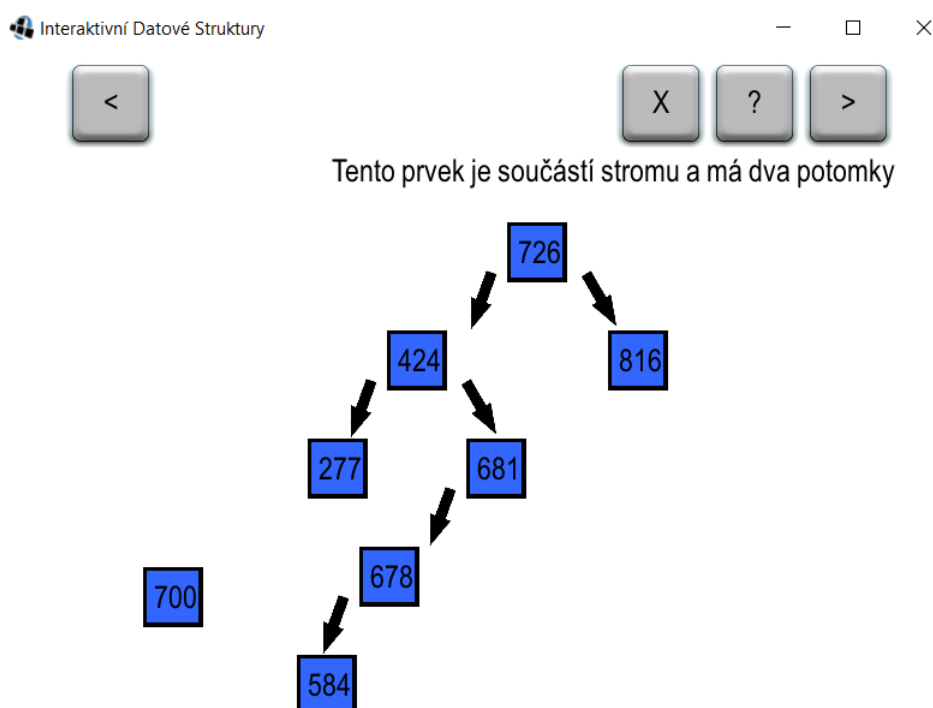 Interaktivní Datové Struktury
< X ? >
Tento prvek je součástí stromu a má dva potomky
726
424 816
277 681
678
700
584